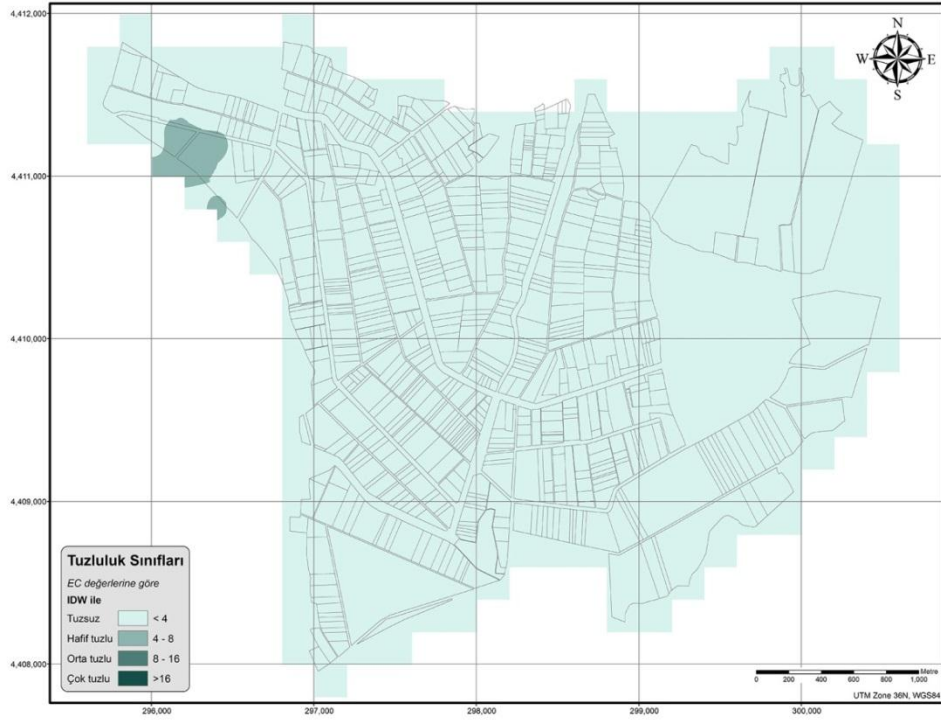 4,412,000
N
W
E
S
4,411,000
4,410,000
4,409,000
Tuzluluk Sınıfları
EC değerlerine göre
IDW ile
Tuzsuz < 4
Hafif tuzlu 4 - 8
Orta tuzlu 8 - 16
Çok tuzlu >16
4,408,000
Metre
0 200 400 600 800 1,000
UTM Zone 36N, WGS84
296,000 297,000 298,000 299,000 300,000